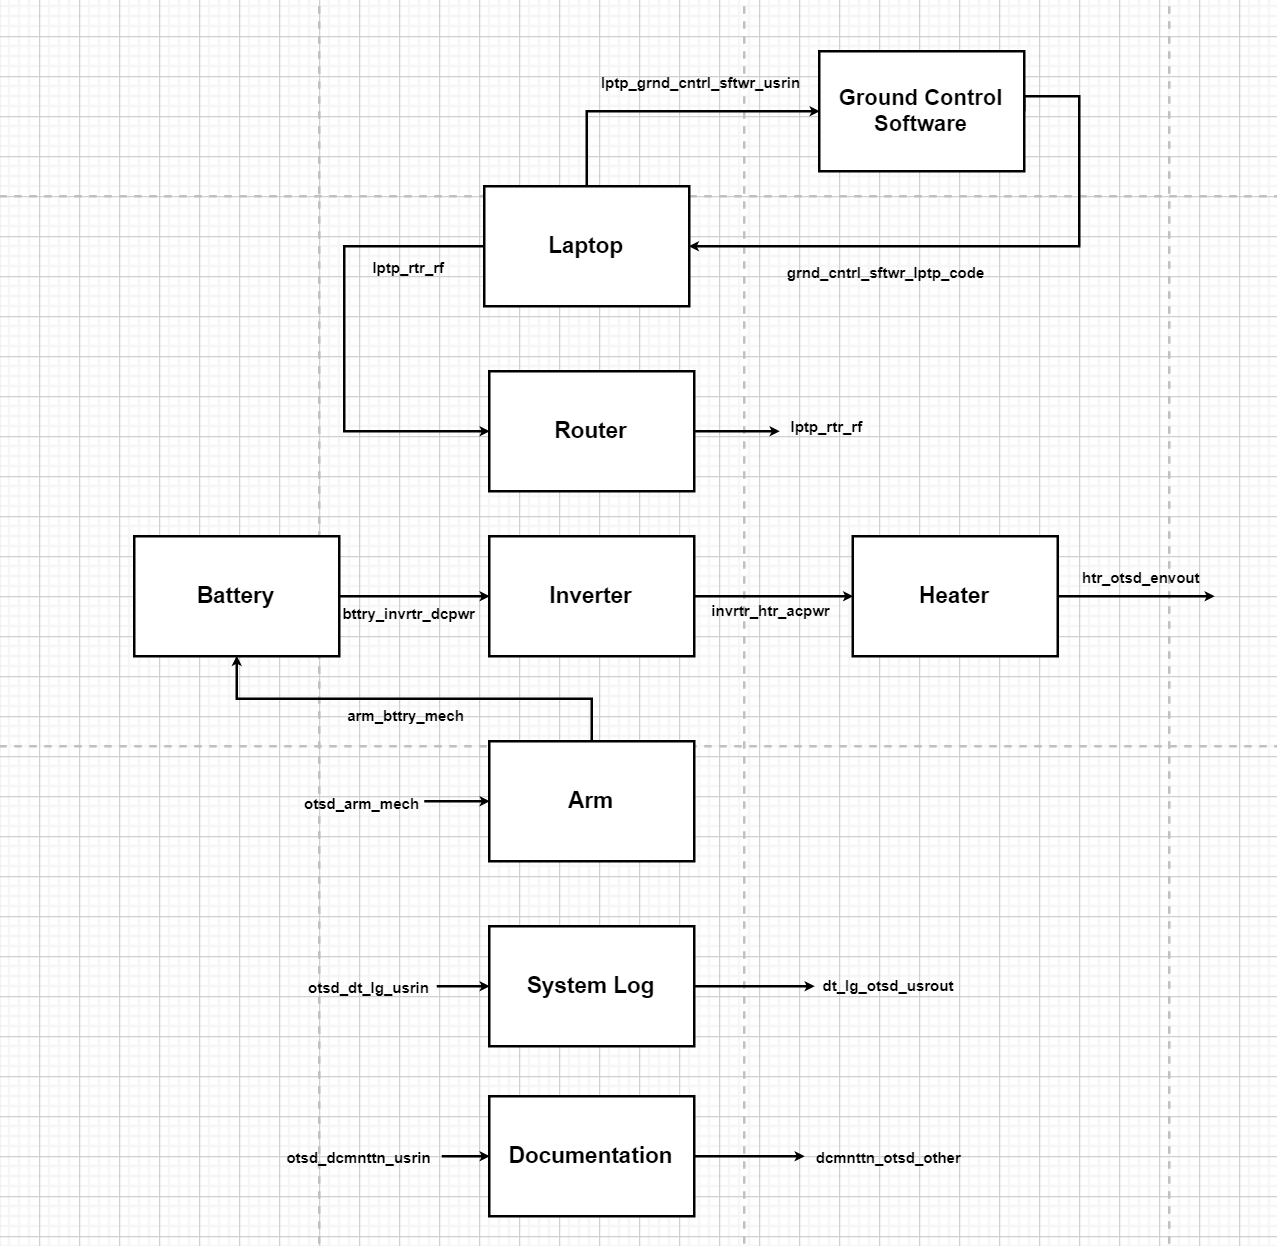 lptp_grnd_cntrl_sftwr_usrin
Ground Control
Software
Laptop
lptp_rtr_rf
grnd_cntrl_sftwr_lptp_code
Router
lptp_rtr_rf
Battery
bttry_invrtr_dcpwr
Inverter
invrtr_htr_acpwr
Heater
htr_otsd_envout
arm_bttry_mech
otsd_arm_mech
Arm
otsd_dt_lg_usrin
System Log
dt_lg_otsd_usrout
otsd_dcmnttn_usrin
Documentation
dcmnttn_otsd_other